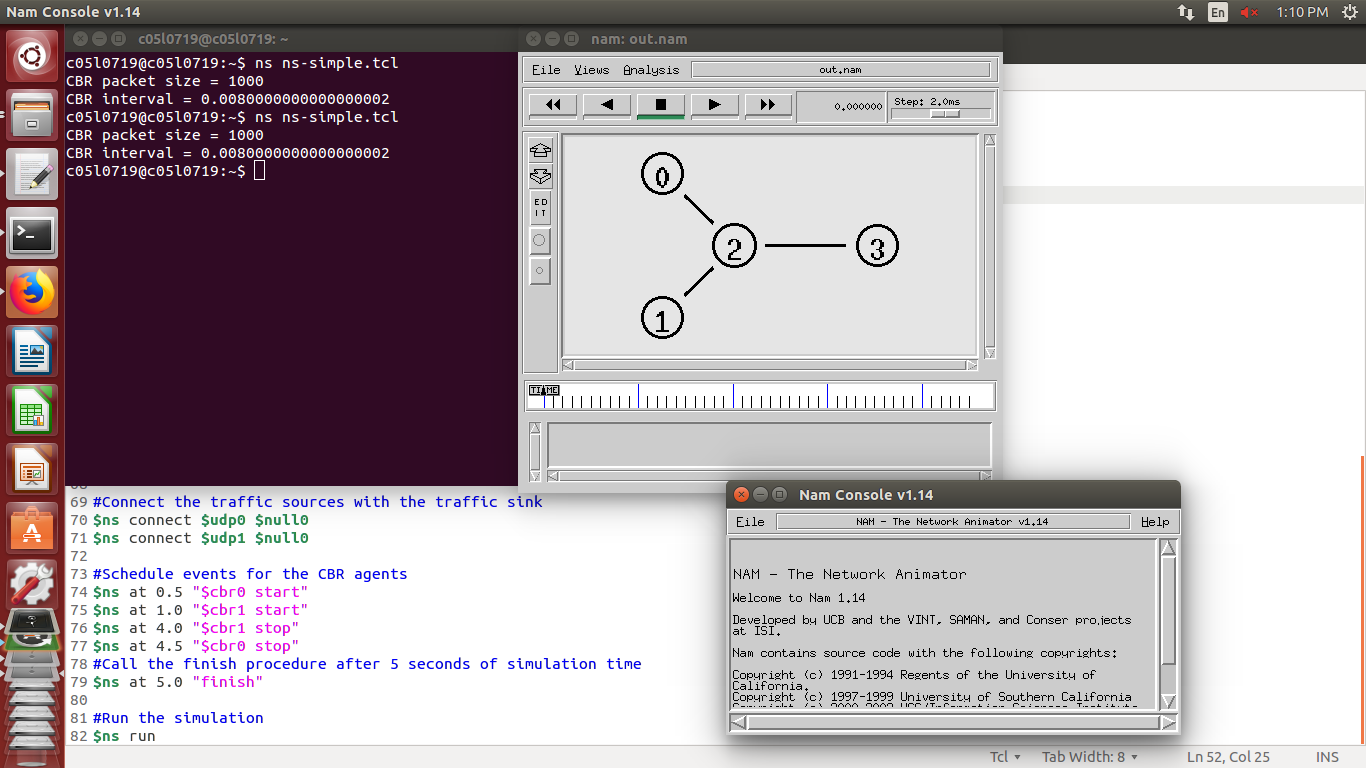 Nam Console v1.14
En
1:10 PM
c05l0719@c05l0719: ~
c05l0719@c05l0719:~$ ns ns-simple.tcl
CBR packet size = 1000
CBR interval = 0.0080000000000000002
c05l0719@c05l0719:~$ ns ns-simple.tcl
CBR packet size = 1000
CBR interval = 0.0080000000000000002
c05l0719@c05l0719:~$
nam: out.nam
File Views Analysis out.nam
0.000000 Step: 2.0ms
ED
IT
0
2
3
1
TIME
69 #Connect the traffic sources with the traffic sink
70 $ns connect $udp0 $null0
71 $ns connect $udp1 $null0
72
73 #Schedule events for the CBR agents
74 $ns at 0.5 "$cbr0 start"
75 $ns at 1.0 "$cbr1 start"
76 $ns at 4.0 "$cbr1 stop"
77 $ns at 4.5 "$cbr0 stop"
78 #Call the finish procedure after 5 seconds of simulation time
79 $ns at 5.0 "finish"
80
81 #Run the simulation
82 $ns run
Nam Console v1.14
File NAM - The Network Animator v1.14 Help
NAM - The Network Animator
Welcome to Nam 1.14
Developed by UCB and the VINT, SAMAN, and Conser projects
at ISI.
Nam contains source code with the following copyrights:
Copyright (c) 1991-1994 Regents of the University of
California.
Copyright (c) 1997-1999 University of Southern California
Tcl Tab Width: 8 Ln 52, Col 25 INS